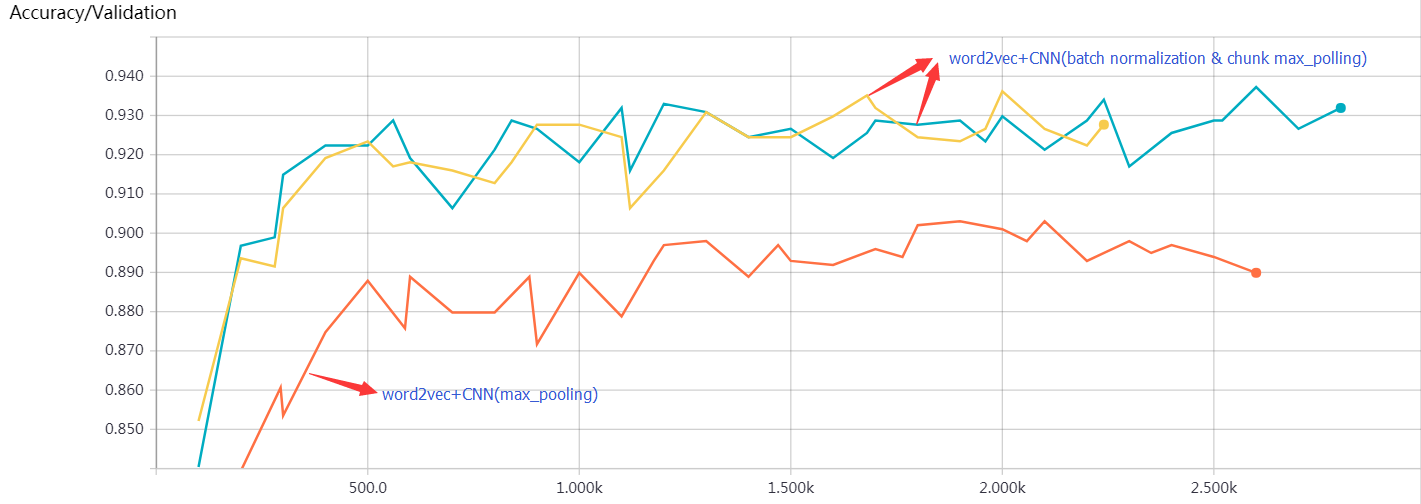 Accuracy/Validation
0.940
word2vec+CNN(batch normalization & chunk max_polling)
0.930
0.920
0.910
0.900
0.890
0.880
0.870
0.860
word2vec+CNN(max_pooling)
0.850
500.0 1.000k 1.500k 2.000k 2.500k